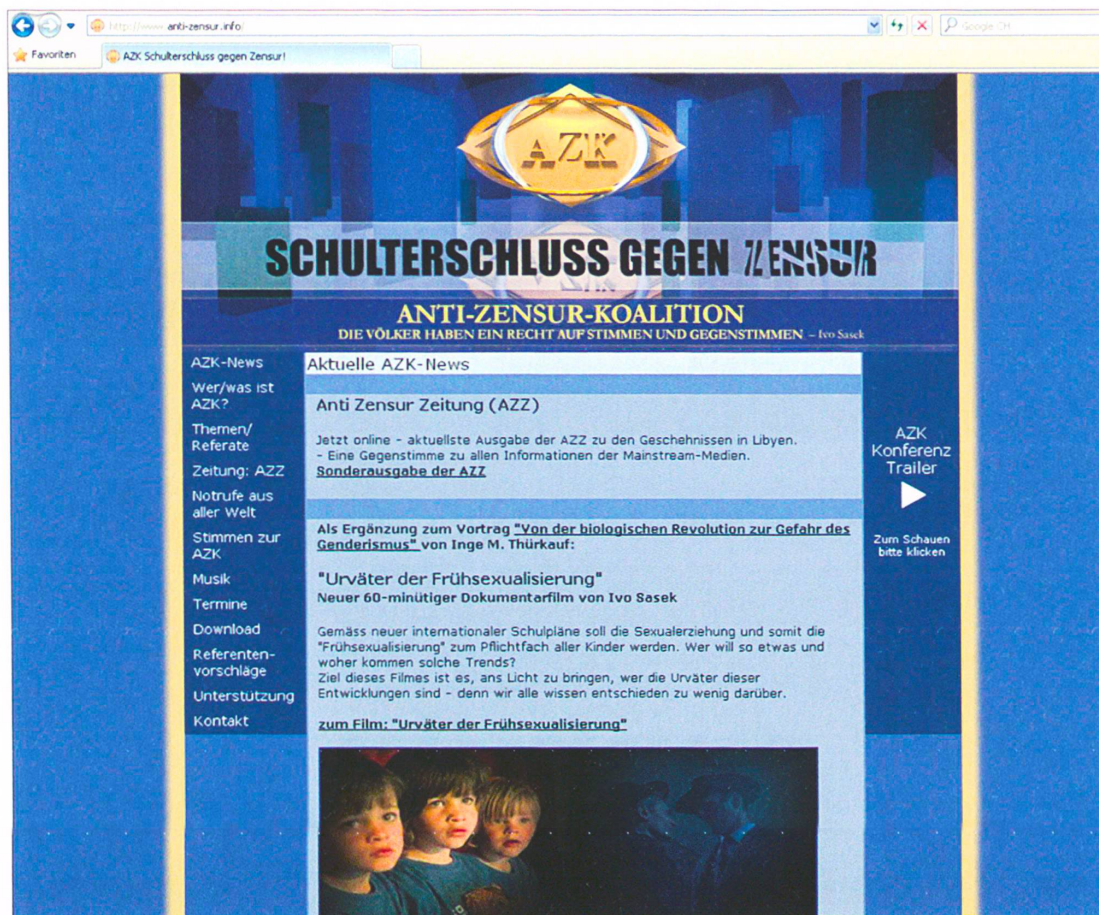 http://www.anti-zensur.info
Google CH
Favoriten
AZK Schulterschluss gegen Zensur!
AZK
SCHULTERSCHLUSS GEGEN ZENSUR
ANTI-ZENSUR-KOALITION
DIE VÖLKER HABEN EIN RECHT AUF STIMMEN UND GEGENSTIMMEN – Ivo Sasek
AZK-News
Wer/was ist
AZK?
Themen/
Referate
Zeitung: AZZ
Notrufe aus
aller Welt
Stimmen zur
AZK
Musik
Termine
Download
Referenten-
vorschläge
Unterstützung
Kontakt
Aktuelle AZK-News
Anti Zensur Zeitung (AZZ)
Jetzt online - aktuellste Ausgabe der AZZ zu den Geschehnissen in Libyen.
- Eine Gegenstimme zu allen Informationen der Mainstream-Medien.
Sonderausgabe der AZZ
Als Ergänzung zum Vortrag "Von der biologischen Revolution zur Gefahr des
Genderismus" von Inge M. Thürkauf:
"Urväter der Frühsexualisierung"
Neuer 60-minütiger Dokumentarfilm von Ivo Sasek
Gemäss neuer internationaler Schulpläne soll die Sexualerziehung und somit die
"Frühsexualisierung" zum Pflichtfach aller Kinder werden. Wer will so etwas und
woher kommen solche Trends?
Ziel dieses Filmes ist es, ans Licht zu bringen, wer die Urväter dieser
Entwicklungen sind - denn wir alle wissen entschieden zu wenig darüber.
zum Film: "Urväter der Frühsexualisierung"
AZK
Konferenz
Trailer
Zum Schauen
bitte klicken